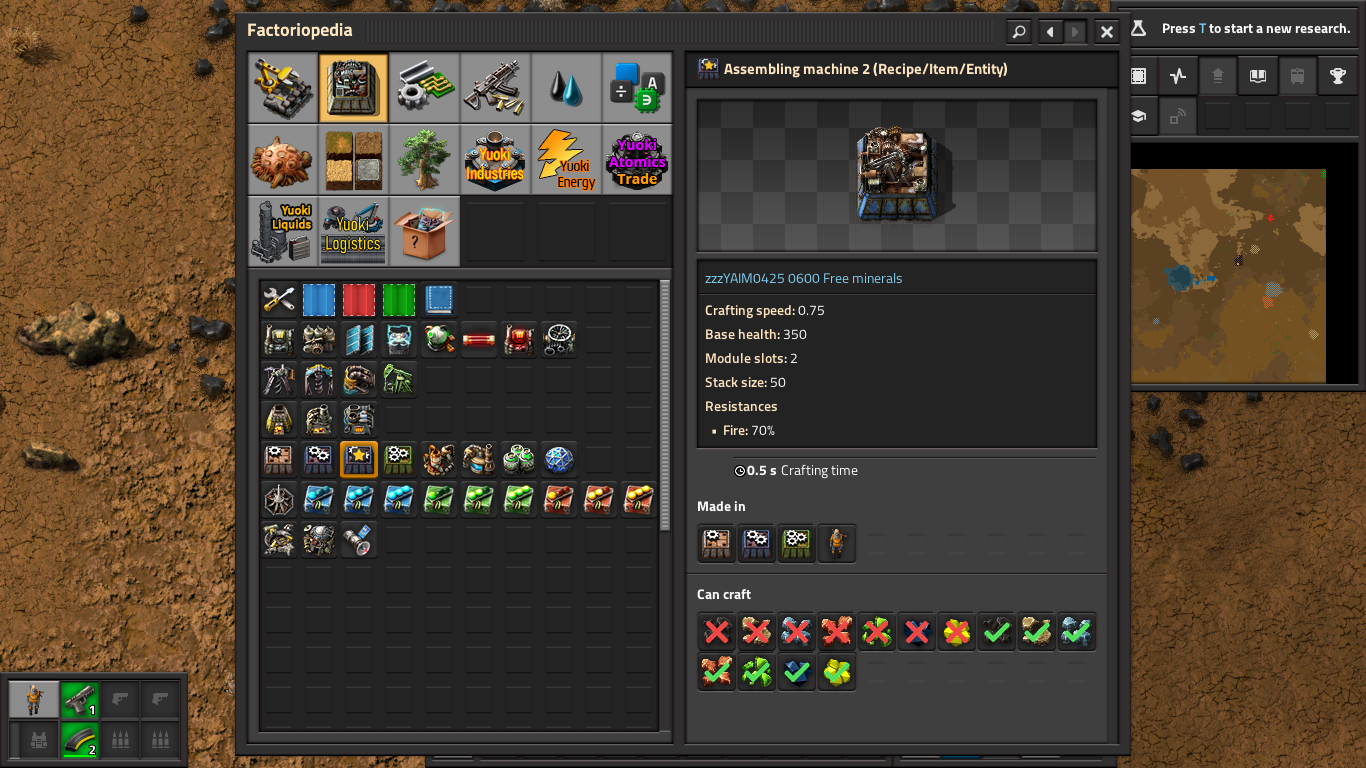 Factoriopedia
Press T to start a new research.
Yuoki
Industries
Yuoki
Energy
Yuoki
Atomics
Trade
Yuoki
Liquids
Yuoki
Logistics
?
A
Assembling machine 2 (Recipe/Item/Entity)
zzzYAIM0425 0600 Free minerals
Crafting speed: 0.75
Base health: 350
Module slots: 2
Stack size: 50
Resistances
• Fire: 70%
0.5 s Crafting time
Made in
Can craft
1
2